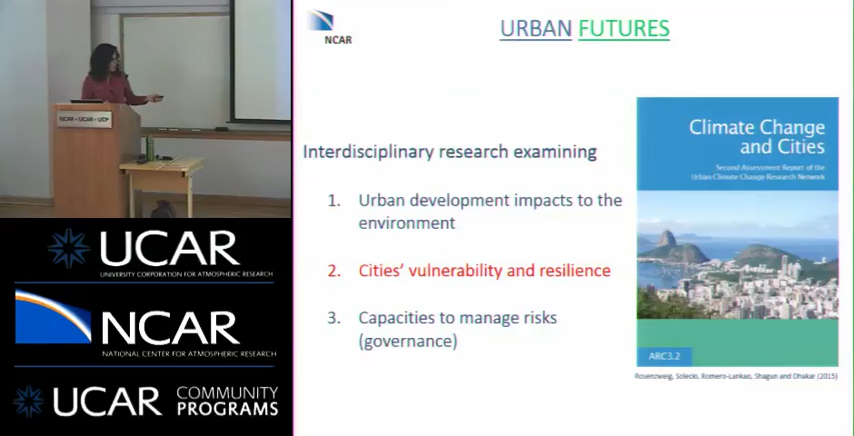 NCAR
URBAN FUTURES
NCAR - UCAR - UCP
Interdisciplinary research examining
1. Urban development impacts to the
environment
2. Cities' vulnerability and resilience
3. Capacities to manage risks
(governance)
Climate Change
and Cities
Second Assessment Report of the
Urban Climate Change Research Network
ARC3.2
Rosenzweig, Solecki, Romero-Lankao, Shagun and Dhakar (2015)
UCAR
UNIVERSITY CORPORATION FOR ATMOSPHERIC RESEARCH
NCAR
NATIONAL CENTER FOR ATMOSPHERIC RESEARCH
UCAR COMMUNITY
PROGRAMS